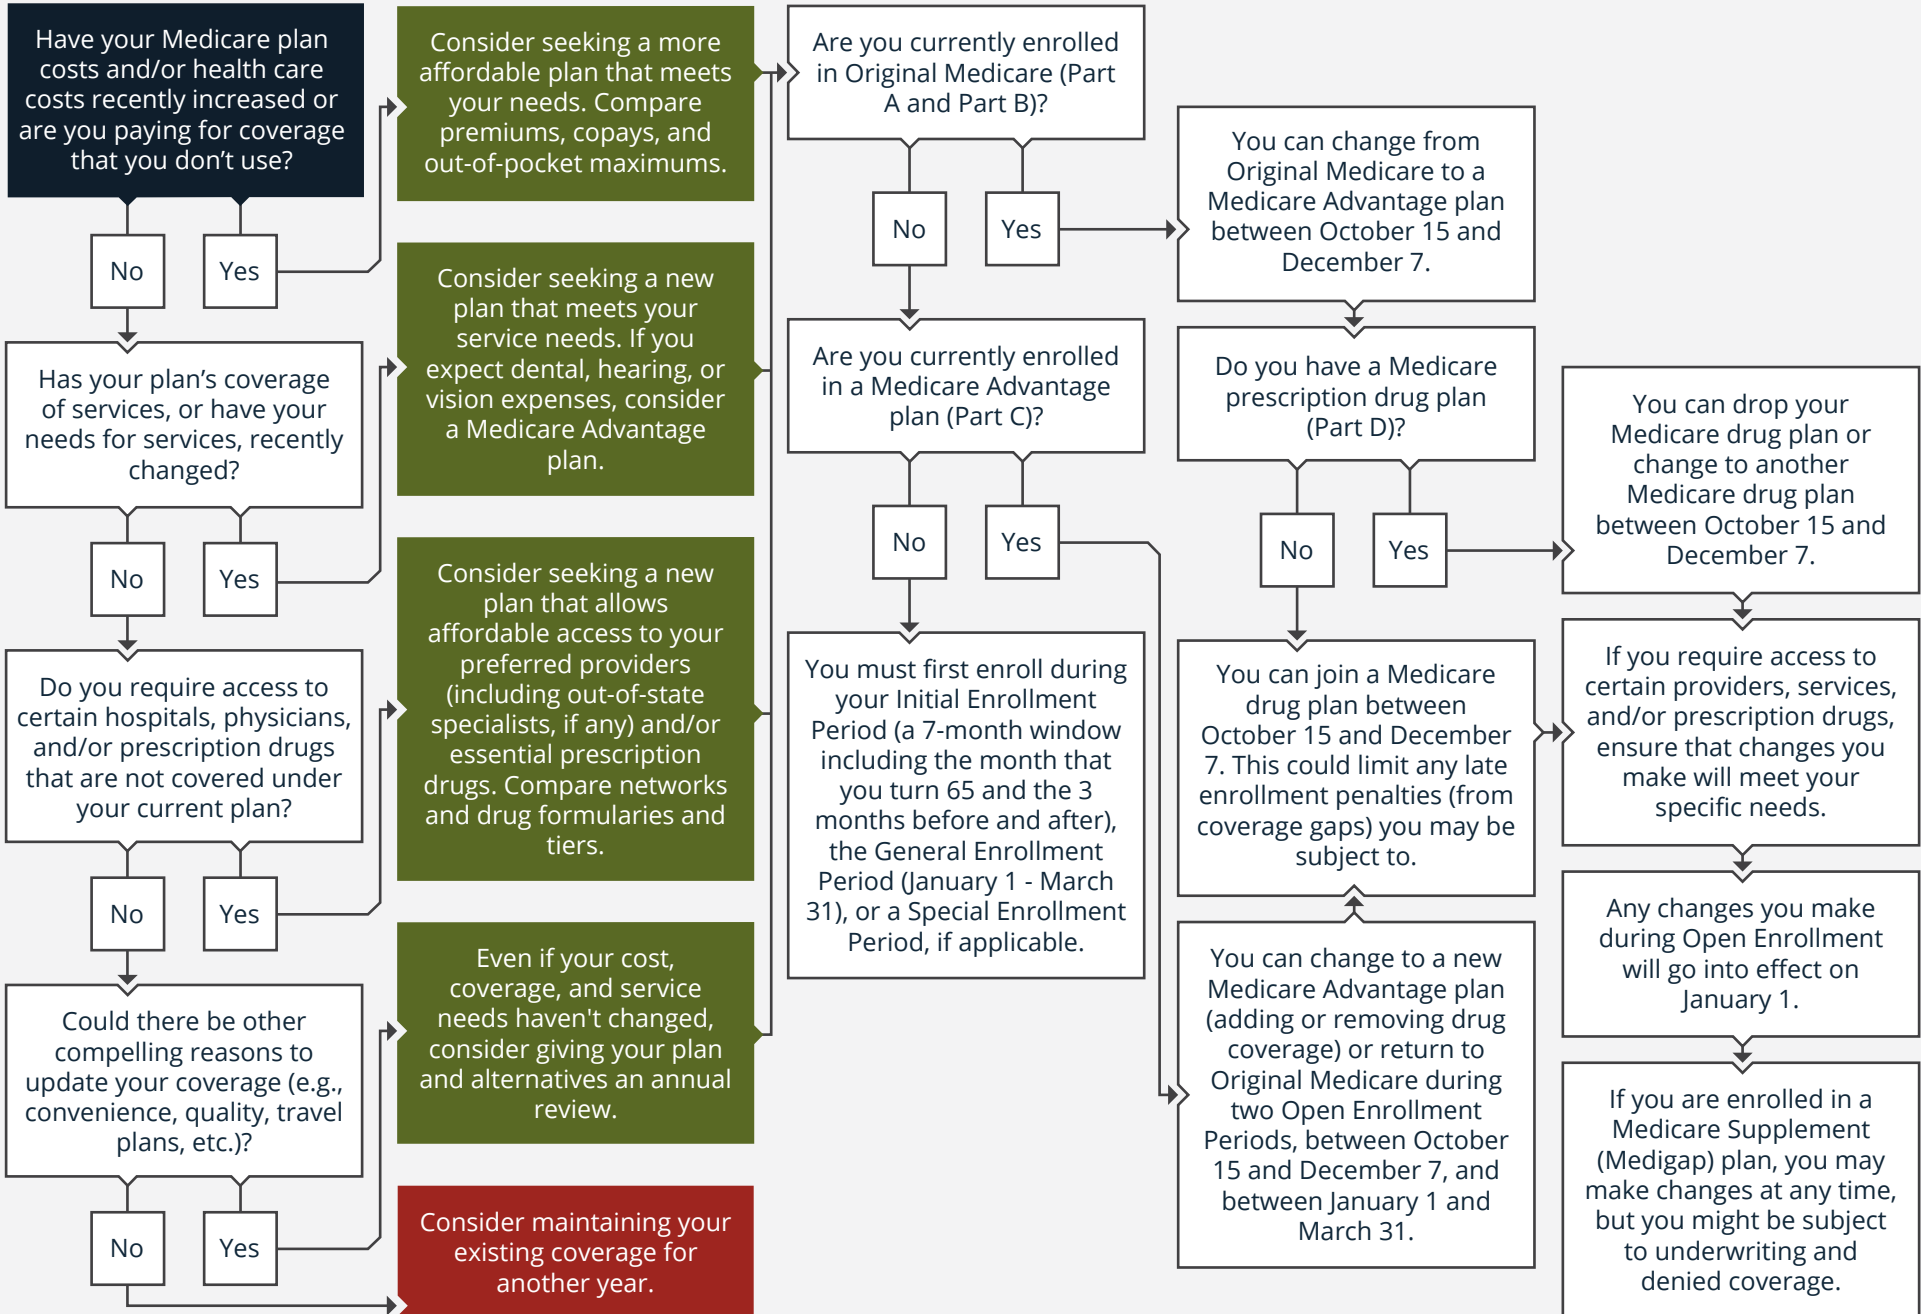 Have your Medicare plan
costs and/or health care
costs recently increased or
are you paying for coverage
that you don’t use?
No
Yes
Has your plan’s coverage
of services, or have your
needs for services, recently
changed?
No
Yes
Do you require access to
certain hospitals, physicians,
and/or prescription drugs
that are not covered under
your current plan?
No
Yes
Could there be other
compelling reasons to
update your coverage (e.g.,
convenience, quality, travel
plans, etc.)?
No
Yes
Consider seeking a more
affordable plan that meets
your needs. Compare
premiums, copays, and
out-of-pocket maximums.
Consider seeking a new
plan that meets your
service needs. If you
expect dental, hearing, or
vision expenses, consider
a Medicare Advantage
plan.
Consider seeking a new
plan that allows
affordable access to your
preferred providers
(including out-of-state
specialists, if any) and/or
essential prescription
drugs. Compare networks
and drug formularies and
tiers.
Even if your cost,
coverage, and service
needs haven't changed,
consider giving your plan
and alternatives an annual
review.
Consider maintaining your
existing coverage for
another year.
Are you currently enrolled
in Original Medicare (Part
A and Part B)?
No
Yes
Are you currently enrolled
in a Medicare Advantage
plan (Part C)?
No
Yes
You must first enroll during
your Initial Enrollment
Period (a 7-month window
including the month that
you turn 65 and the 3
months before and after),
the General Enrollment
Period (January 1 - March
31), or a Special Enrollment
Period, if applicable.
You can change from
Original Medicare to a
Medicare Advantage plan
between October 15 and
December 7.
Do you have a Medicare
prescription drug plan
(Part D)?
No
Yes
You can join a Medicare
drug plan between
October 15 and December
7. This could limit any late
enrollment penalties (from
coverage gaps) you may be
subject to.
You can change to a new
Medicare Advantage plan
(adding or removing drug
coverage) or return to
Original Medicare during
two Open Enrollment
Periods, between October
15 and December 7, and
between January 1 and
March 31.
You can drop your
Medicare drug plan or
change to another
Medicare drug plan
between October 15 and
December 7.
If you require access to
certain providers, services,
and/or prescription drugs,
ensure that changes you
make will meet your
specific needs.
Any changes you make
during Open Enrollment
will go into effect on
January 1.
If you are enrolled in a
Medicare Supplement
(Medigap) plan, you may
make changes at any time,
but you might be subject
to underwriting and
denied coverage.